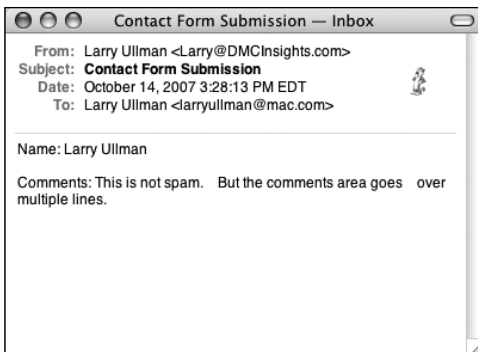 Contact Form Submission — Inbox
From: Larry Ullman <Larry@DMCInsights.com>
Subject: Contact Form Submission
Date: October 14, 2007 3:28:13 PM EDT
To: Larry Ullman <larryullman@mac.com>
Name: Larry Ullman
Comments: This is not spam.   But the comments area goes   over
multiple lines.